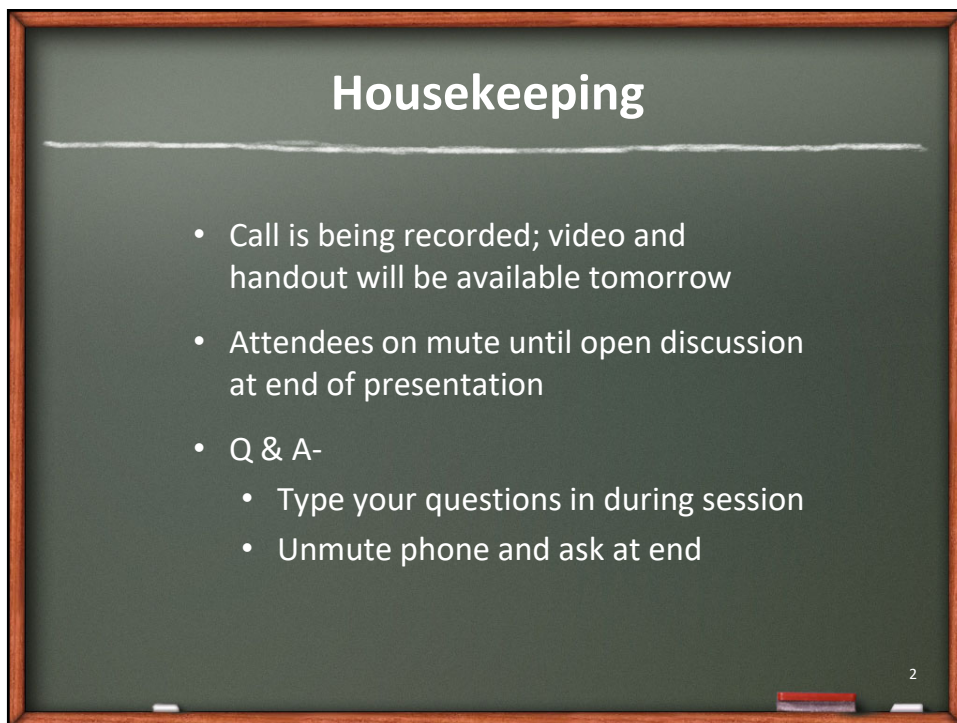 Housekeeping
• Call is being recorded; video and
handout will be available tomorrow
• Attendees on mute until open discussion
at end of presentation
• Q & A-
• Type your questions in during session
• Unmute phone and ask at end
2